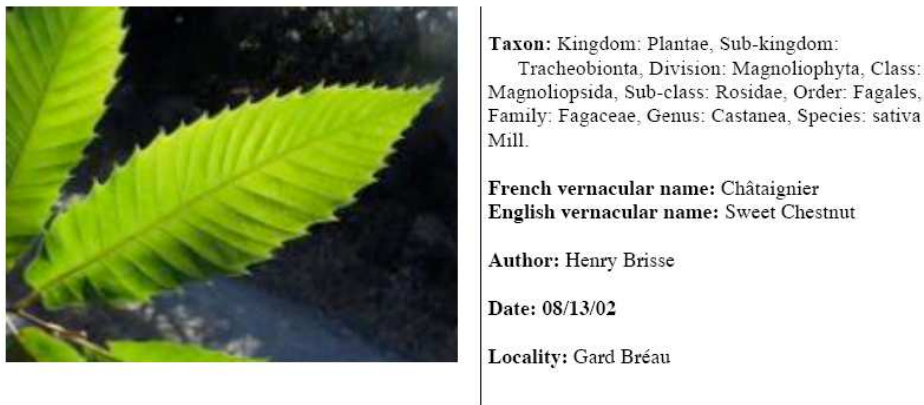 Taxon: Kingdom: Plantae, Sub-kingdom:
Tracheobionta, Division: Magnoliophyta, Class:
Magnoliopsida, Sub-class: Rosidae, Order: Fagales,
Family: Fagaceae, Genus: Castanea, Species: sativa
Mill.
French vernacular name: Châtaignier
English vernacular name: Sweet Chestnut
Author: Henry Brisse
Date: 08/13/02
Locality: Gard Bréau